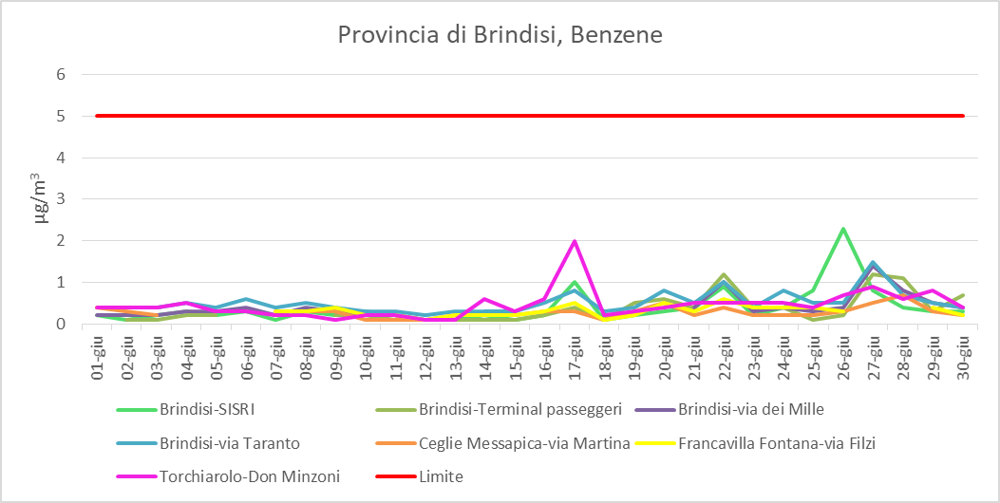 Provincia di Brindisi, Benzene
6
5
4
3
2
1
0
µg/m³
01-giu 02-giu 03-giu 04-giu 05-giu 06-giu 07-giu 08-giu 09-giu 10-giu 11-giu 12-giu 13-giu 14-giu 15-giu 16-giu 17-giu 18-giu 19-giu 20-giu 21-giu 22-giu 23-giu 24-giu 25-giu 26-giu 27-giu 28-giu 29-giu 30-giu
Brindisi-SISRI Brindisi-Terminal passeggeri Brindisi-via dei Mille
Brindisi-via Taranto Ceglie Messapica-via Martina Francavilla Fontana-via Filzi
Torchiarolo-Don Minzoni Limite